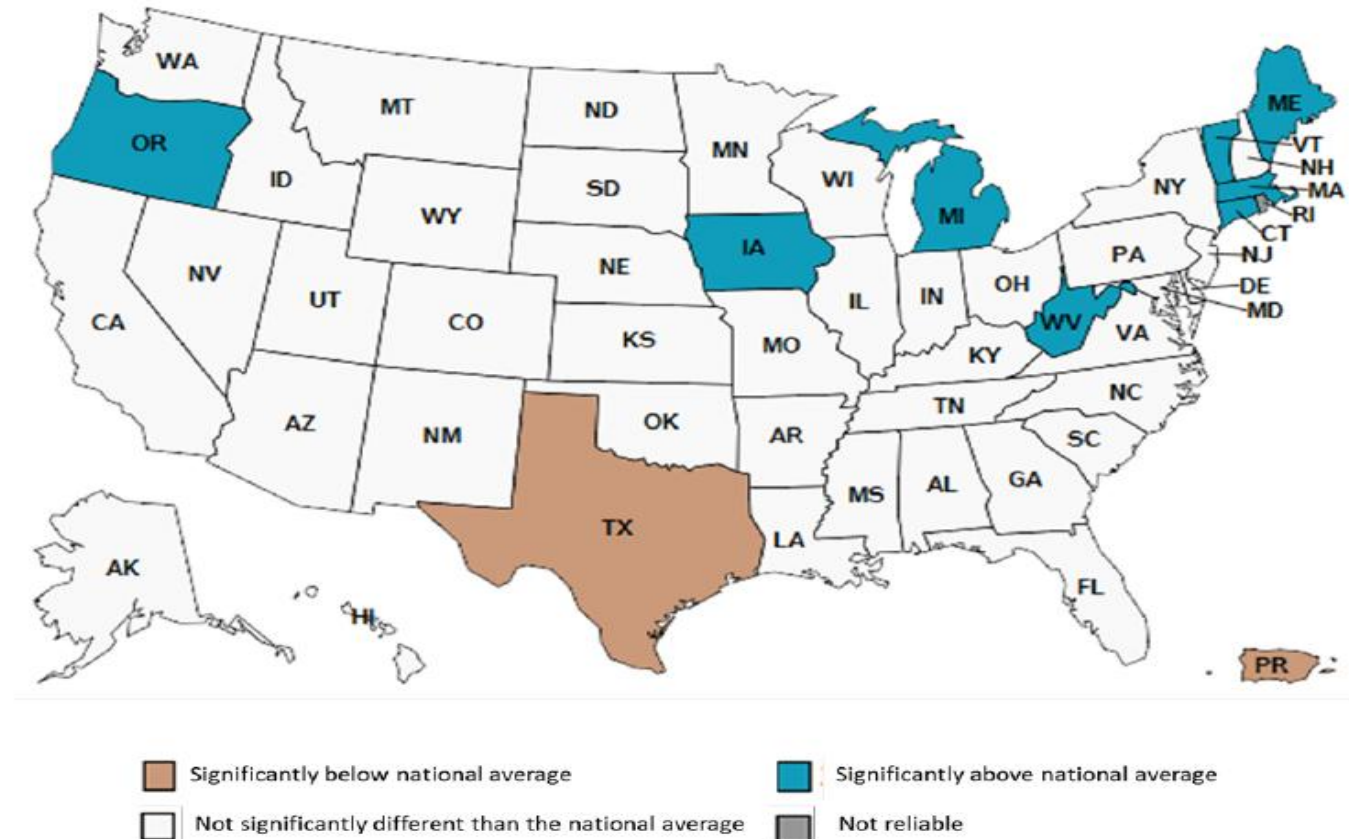 WA
ME
MT
ND
OR
MN
VT
NH
ID
SD
WI
NY
MA
WY
MI
RI
CT
IA
NJ
PA
NV
NE
DE
OH
UT
IL
IN
MD
CA
CO
WV
VA
KS
MO
KY
NC
AZ
TN
OK
NM
AR
SC
GA
MS
AL
TX
LA
AK
FL
HI
PR
Significantly below national average
Significantly above national average
Not significantly different than the national average
Not reliable